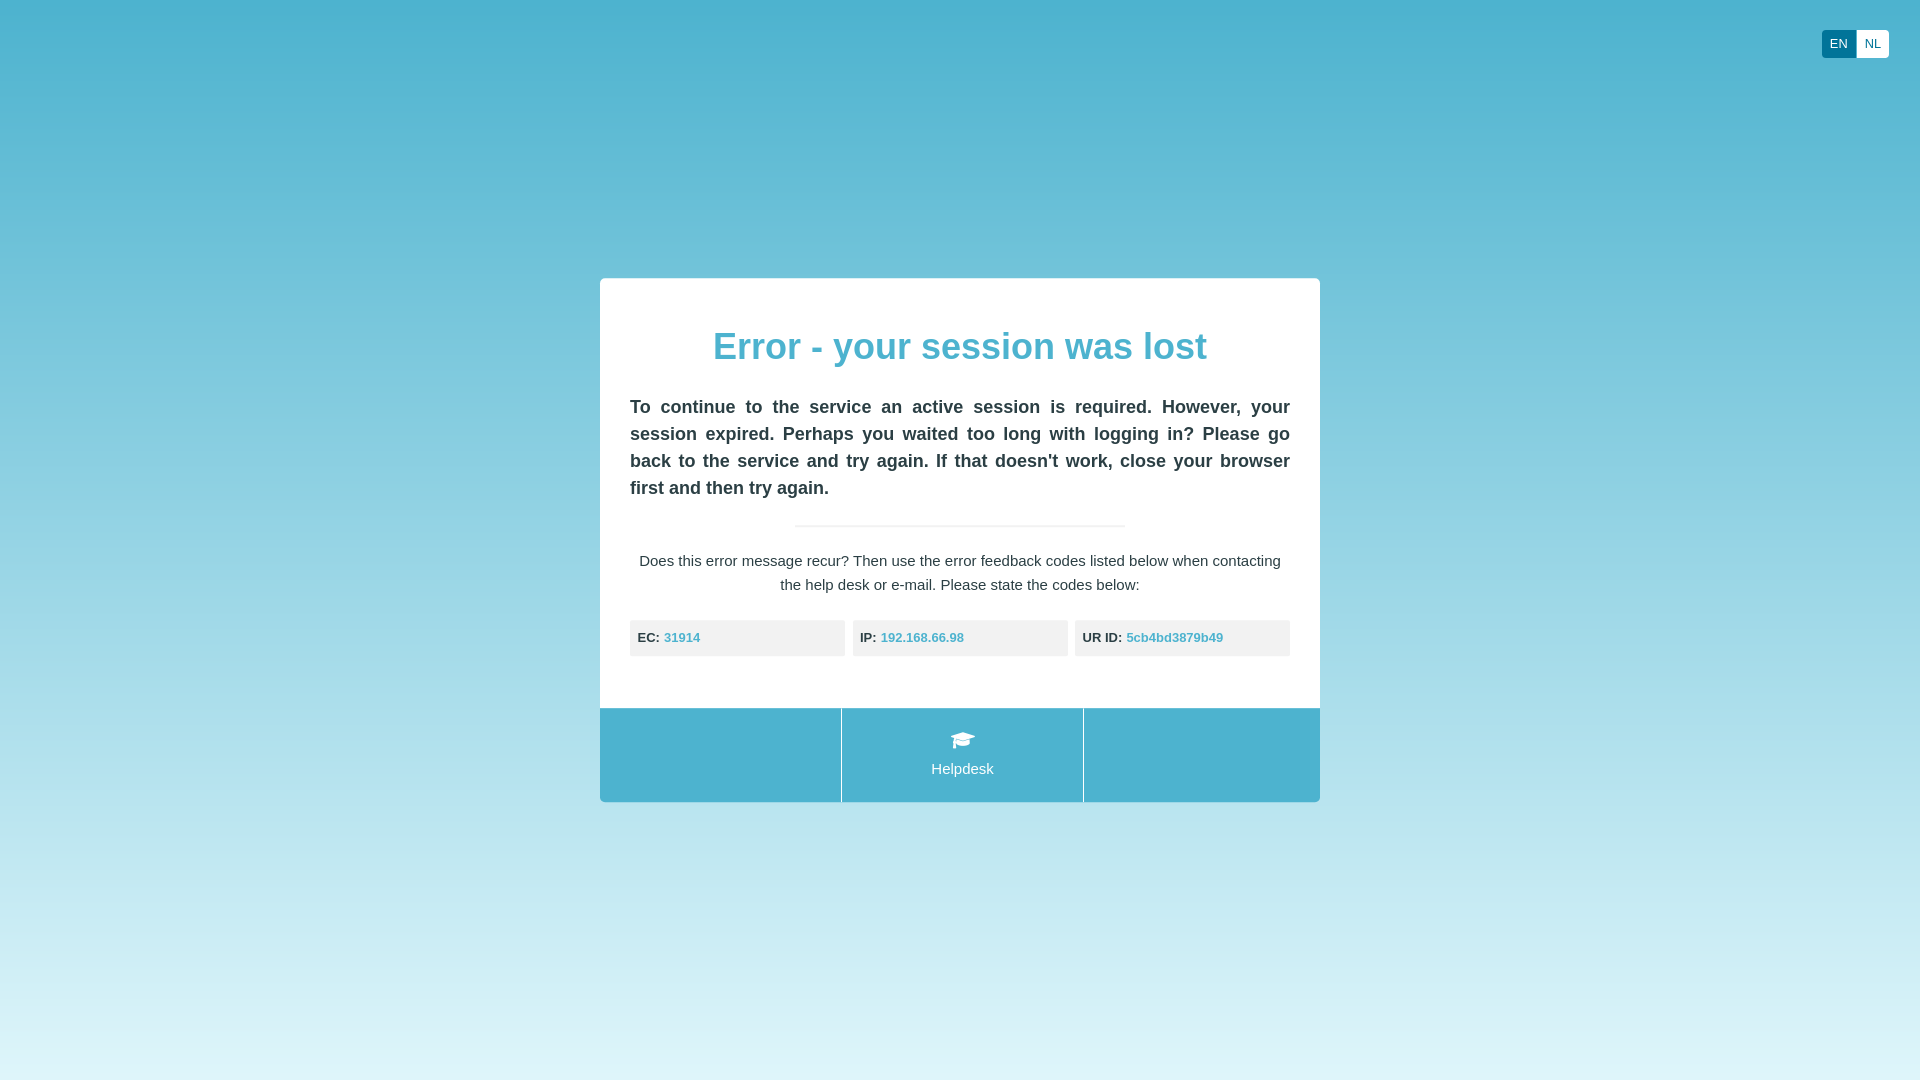 EN NL
Error - your session was lost
To continue to the service an active session is required. However, your
session expired. Perhaps you waited too long with logging in? Please go
back to the service and try again. If that doesn't work, close your browser
first and then try again.
Does this error message recur? Then use the error feedback codes listed below when contacting
the help desk or e-mail. Please state the codes below:
EC: 31914 IP: 192.168.66.98 UR ID: 5cb4bd3879b49
Helpdesk